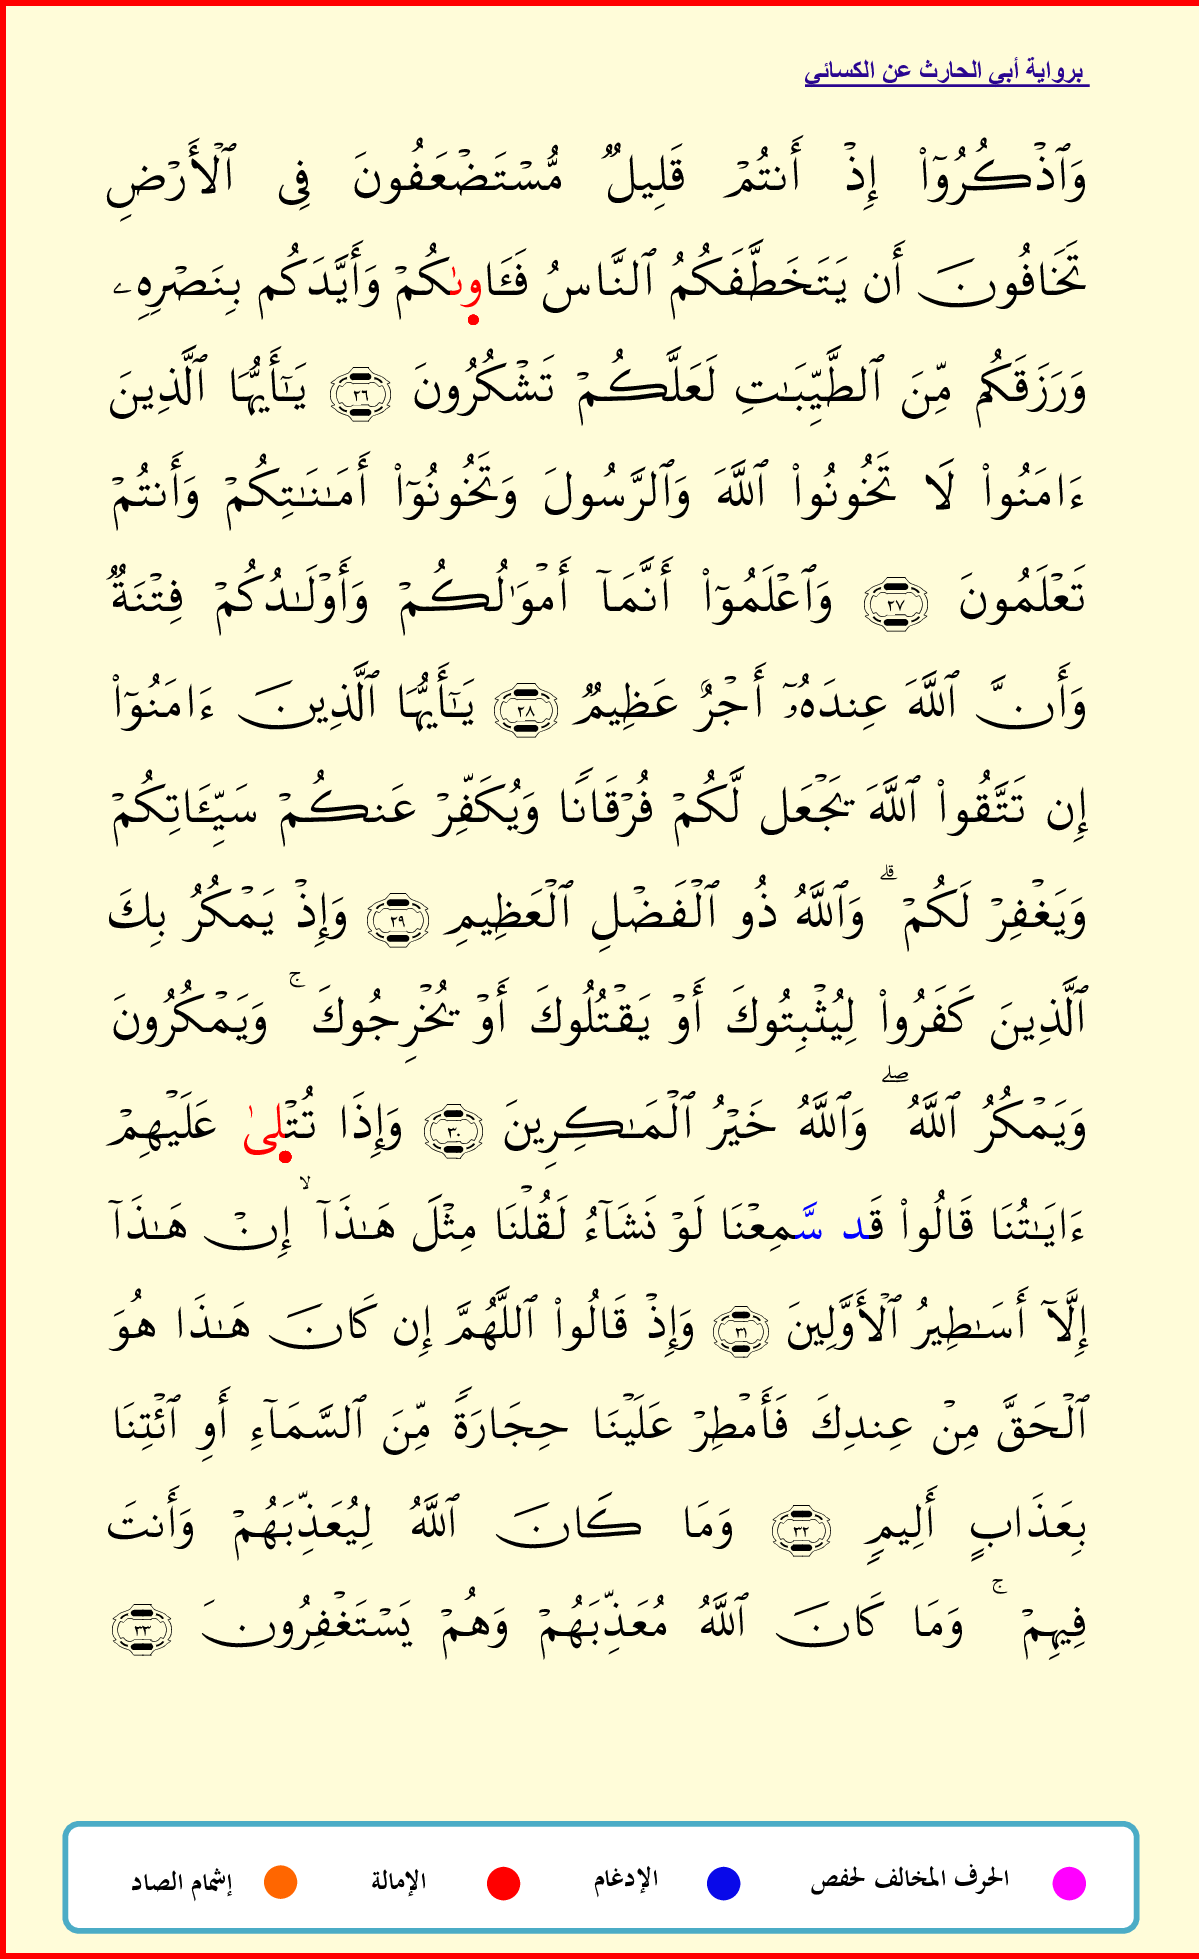 برواية أبي الحارث عن الكسائي
وَٱذۡكُرُوٓاْ إِذۡ أَنتُمۡ قَلِيلٞ مُّسۡتَضۡعَفُونَ فِي ٱلۡأَرۡضِ
تَخَافُونَ أَن يَتَخَطَّفَكُمُ ٱلنَّاسُ فَـَٔاوىٰكُمۡ وَأَيَّدَكُم بِنَصۡرِهِۦ
وَرَزَقَكُم مِّنَ ٱلطَّيِّبَٰتِ لَعَلَّكُمۡ تَشۡكُرُونَ ٢٦ يَٰٓأَيُّهَا ٱلَّذِينَ
ءَامَنُواْ لَا تَخُونُواْ ٱللَّهَ وَٱلرَّسُولَ وَتَخُونُوٓاْ أَمَٰنَٰتِكُمۡ وَأَنتُمۡ
تَعۡلَمُونَ ٢٧ وَٱعۡلَمُوٓاْ أَنَّمَآ أَمۡوَٰلُكُمۡ وَأَوۡلَٰدُكُمۡ فِتۡنَةٞ
وَأَنَّ ٱللَّهَ عِندَهُۥٓ أَجۡرٌ عَظِيمٞ ٢٨ يَٰٓأَيُّهَا ٱلَّذِينَ ءَامَنُوٓاْ
إِن تَتَّقُواْ ٱللَّهَ يَجۡعَل لَّكُمۡ فُرۡقَانٗا وَيُكَفِّرۡ عَنكُمۡ سَيِّـَٔاتِكُمۡ
وَيَغۡفِرۡ لَكُمۡۗ وَٱللَّهُ ذُو ٱلۡفَضۡلِ ٱلۡعَظِيمِ ٢٩ وَإِذۡ يَمۡكُرُ بِكَ
ٱلَّذِينَ كَفَرُواْ لِيُثۡبِتُوكَ أَوۡ يَقۡتُلُوكَ أَوۡ يُخۡرِجُوكَۚ وَيَمۡكُرُونَ
وَيَمۡكُرُ ٱللَّهُۖ وَٱللَّهُ خَيۡرُ ٱلۡمَٰكِرِينَ ٣٠ وَإِذَا تُتۡلىٰ عَلَيۡهِمۡ
ءَايَٰتُنَا قَالُواْ قَد سَّمِعۡنَا لَوۡ نَشَآءُ لَقُلۡنَا مِثۡلَ هَٰذَآۙ إِنۡ هَٰذَآ
إِلَّآ أَسَٰطِيرُ ٱلۡأَوَّلِينَ ٣١ وَإِذۡ قَالُواْ ٱللَّهُمَّ إِن كَانَ هَٰذَا هُوَ
ٱلۡحَقَّ مِنۡ عِندِكَ فَأَمۡطِرۡ عَلَيۡنَا حِجَارَةٗ مِّنَ ٱلسَّمَآءِ أَوِ ٱئۡتِنَا
بِعَذَابٍ أَلِيمٖ ٣٢ وَمَا كَانَ ٱللَّهُ لِيُعَذِّبَهُمۡ وَأَنتَ
فِيهِمۡۚ وَمَا كَانَ ٱللَّهُ مُعَذِّبَهُمۡ وَهُمۡ يَسۡتَغۡفِرُونَ ٣٣
الحرف المخالف لحفص الإدغام الإمالة إشمام الصاد